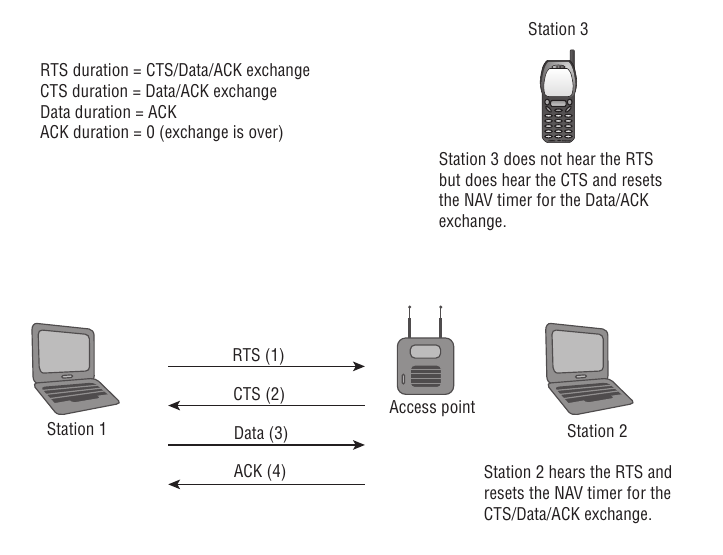 Station 3
RTS duration = CTS/Data/ACK exchange
CTS duration = Data/ACK exchange
Data duration = ACK
ACK duration = 0 (exchange is over)
Station 3 does not hear the RTS
but does hear the CTS and resets
the NAV timer for the Data/ACK
exchange.
RTS (1)
CTS (2)
Data (3)
ACK (4)
Station 1
Access point
Station 2
Station 2 hears the RTS and
resets the NAV timer for the
CTS/Data/ACK exchange.